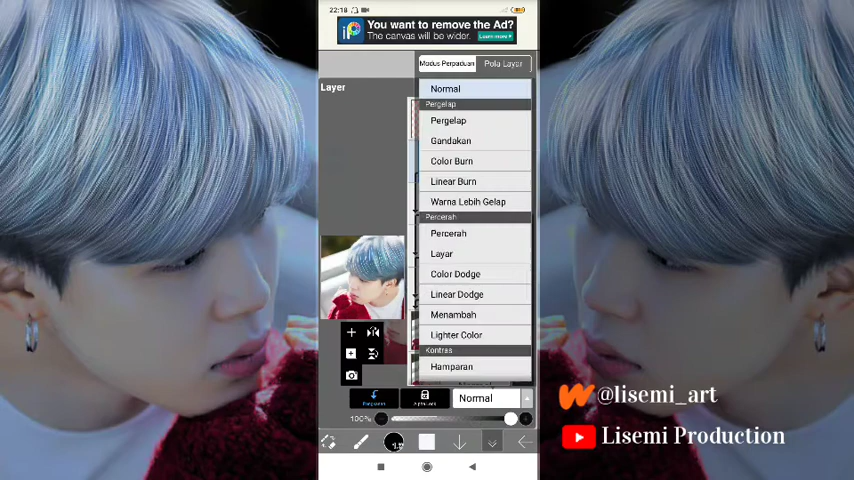 22:18
You want to remove the Ad?
The canvas will be wider.
Learn more
Modus Perpaduan
Pola Layar
Layer
Normal
Pergelap
Pergelap
Gandakan
Color Burn
Linear Burn
Warna Lebih Gelap
Percerah
Percerah
Layar
Color Dodge
Linear Dodge
Menambah
Lighter Color
Kontras
Hamparan
Normal
100%
@lisemi_art
Lisemi Production